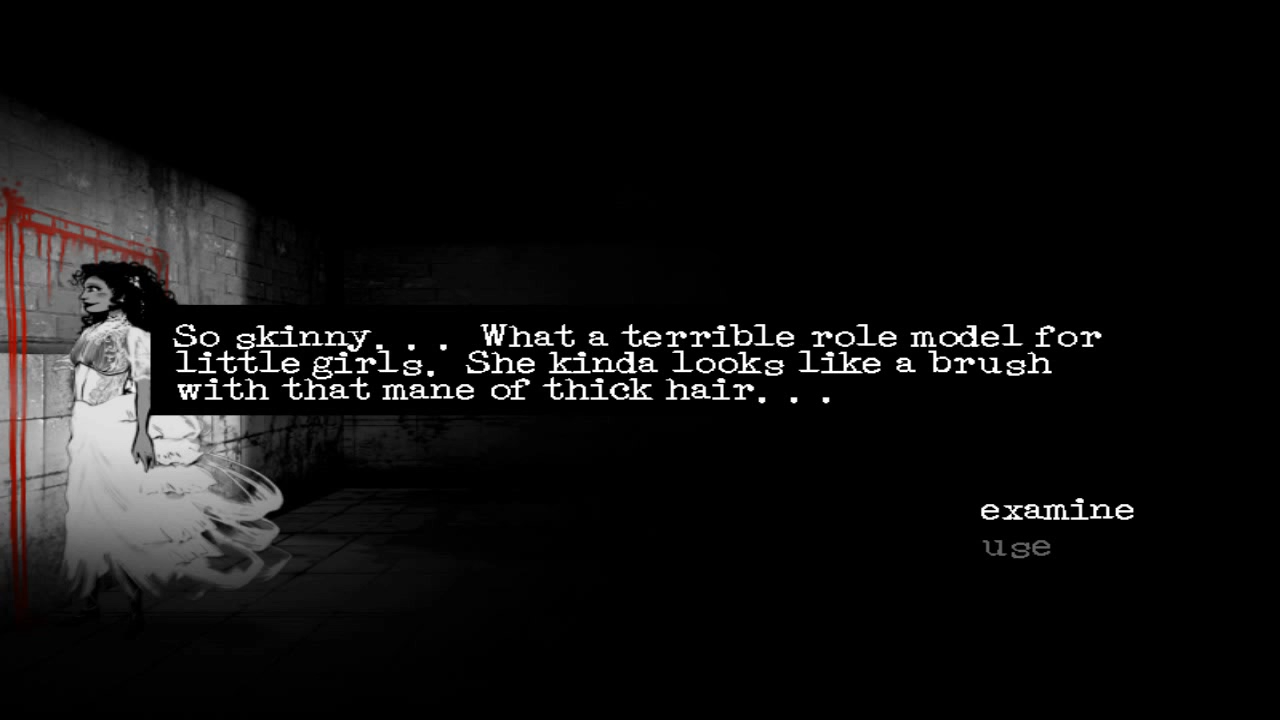 So skinny. . .  What a terrible role model for
little girls.  She kinda looks like a brush
with that mane of thick hair. . .
examine
use